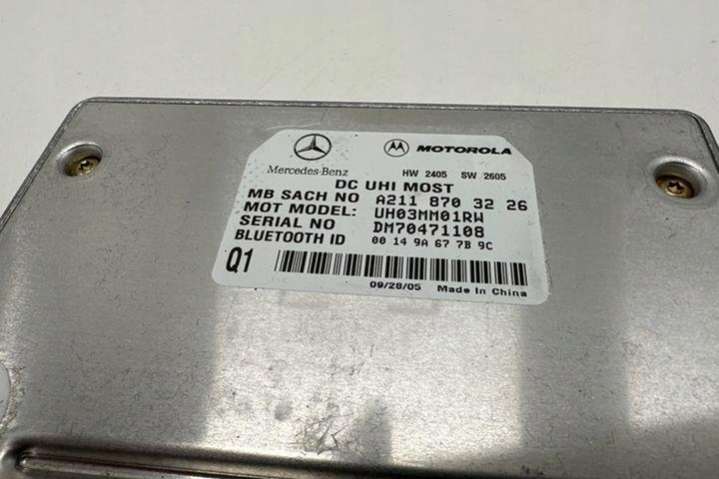 Mercedes-Benz
MOTOROLA
HW 2405 SW 2605
DC UHI MOST
MB SACH NO A211 870 32 26
MOT MODEL: UH03MM01RW
SERIAL NO DM70471108
BLUETOOTH ID 00 14 9A 67 7B 9C
Q1
09/28/05 Made In China